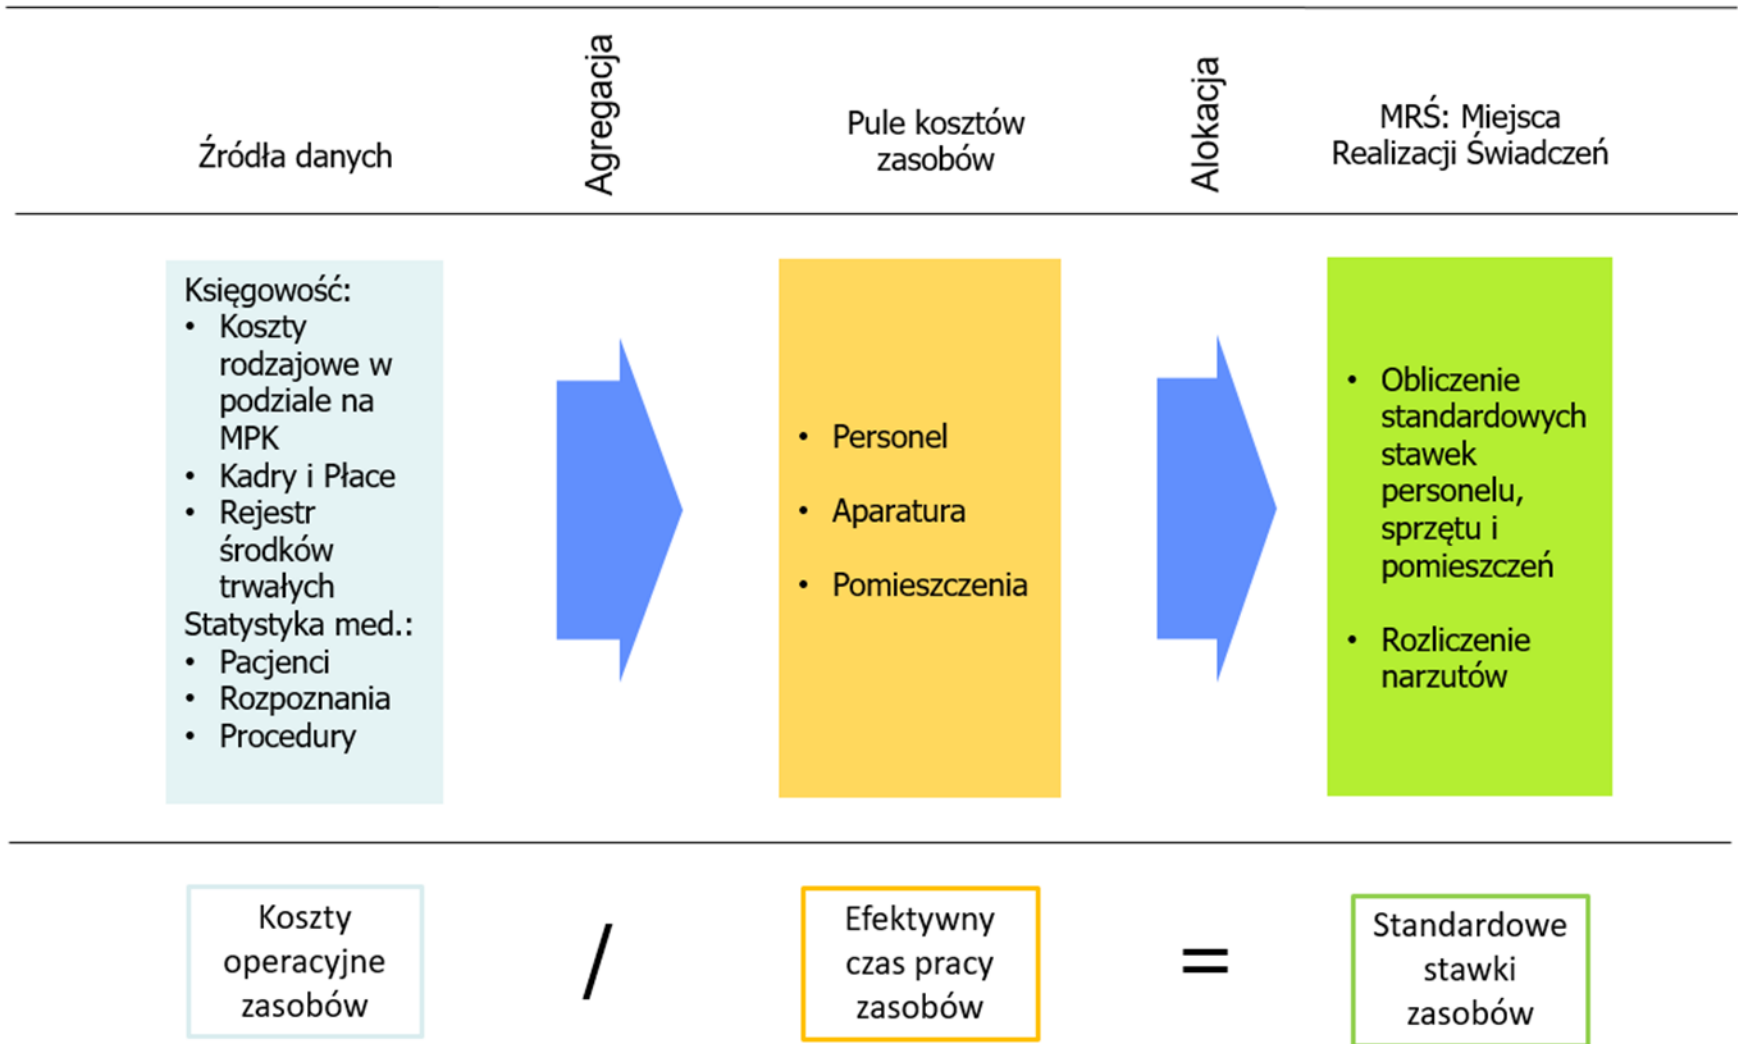 Źródła danych
Agregacja
Pule kosztów
zasobów
Alokacja
MRŚ: Miejsca
Realizacji Świadczeń
Księgowość:
• Koszty
rodzajowe w
podziale na
MPK
• Kadry i Płace
• Rejestr
środków
trwałych
Statystyka med.:
• Pacjenci
• Rozpoznania
• Procedury
• Personel
• Aparatura
• Pomieszczenia
• Obliczenie
standardowych
stawek
personelu,
sprzętu i
pomieszczeń
• Rozliczenie
narzutów
Koszty
operacyjne
zasobów
/
Efektywny
czas pracy
zasobów
=
Standardowe
stawki
zasobów